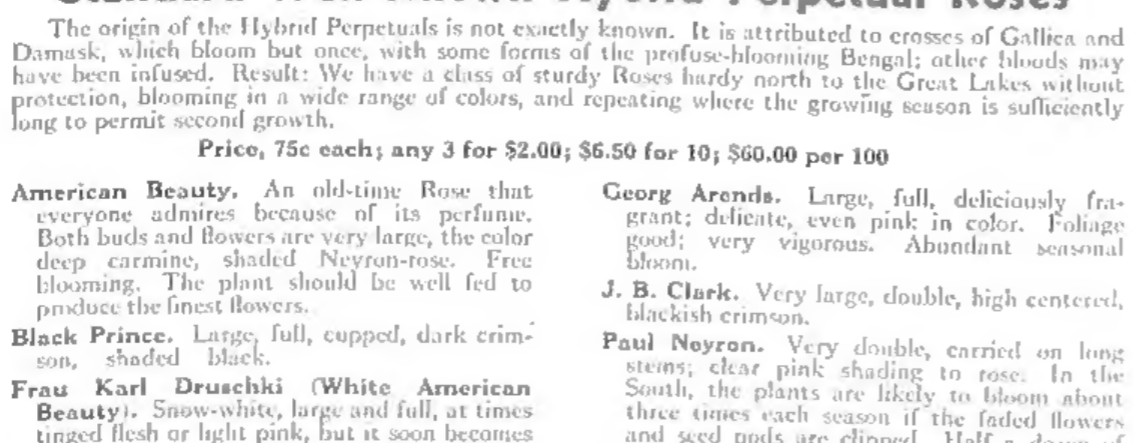 Perpetual Roses
The origin of the Hybrid Perpetuals is not exactly known. It is attributed to crosses of Gallica and
Damask, which bloom but once, with some forms of the profuse-blooming Bengal; other bloods may
have been infused. Result: We have a class of sturdy Roses hardy north to the Great Lakes without
protection, blooming in a wide range of colors, and repeating where the growing season is sufficiently
long to permit second growth.
Price, 75c each; any 3 for $2.00; $6.50 for 10; $60.00 per 100
American Beauty. An old-time Rose that
everyone admires because of its perfume.
Both buds and flowers are very large, the color
deep carmine, shaded Neyron-rose. Free
blooming. The plant should be well fed to
produce the finest flowers.
Black Prince. Large, full, cupped, dark crim-
son, shaded black.
Frau Karl Druschki (White American
Beauty). Snow-white, large and full, at times
tinged flesh or light pink, but it soon becomes
Georg Arends. Large, full, deliciously fra-
grant; delicate, even pink in color. Foliage
good; very vigorous. Abundant seasonal
bloom.
J. B. Clark. Very large, double, high centered,
blackish crimson.
Paul Neyron. Very double, carried on long
stems; clear pink shading to rose. In the
South, the plants are likely to bloom about
three times each season if the faded flowers
and seed pods are clipped. Half a dozen of